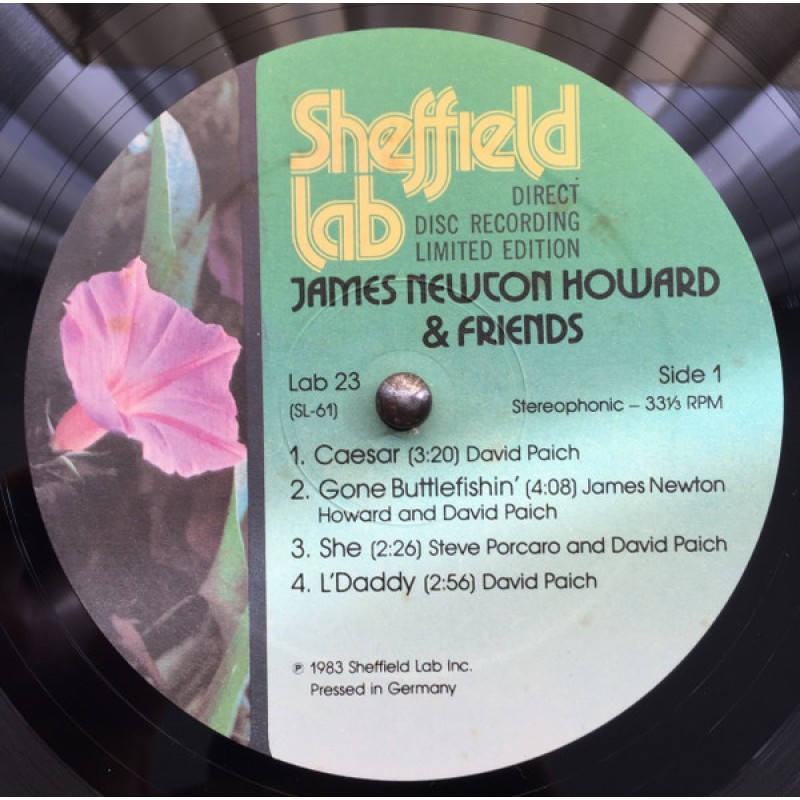 Sheffield
Lab
DIRECT
DISC RECORDING
LIMITED EDITION
JAMES NEWTON HOWARD
& FRIENDS
Lab 23
Side 1
(SL-61)
Stereophonic – 33⅓ RPM
1. Caesar (3:20) David Paich
2. Gone Buttlefishin' (4:08) James Newton
Howard and David Paich
3. She (2:26) Steve Porcaro and David Paich
4. L'Daddy (2:56) David Paich
℗ 1983 Sheffield Lab Inc.
Pressed in Germany